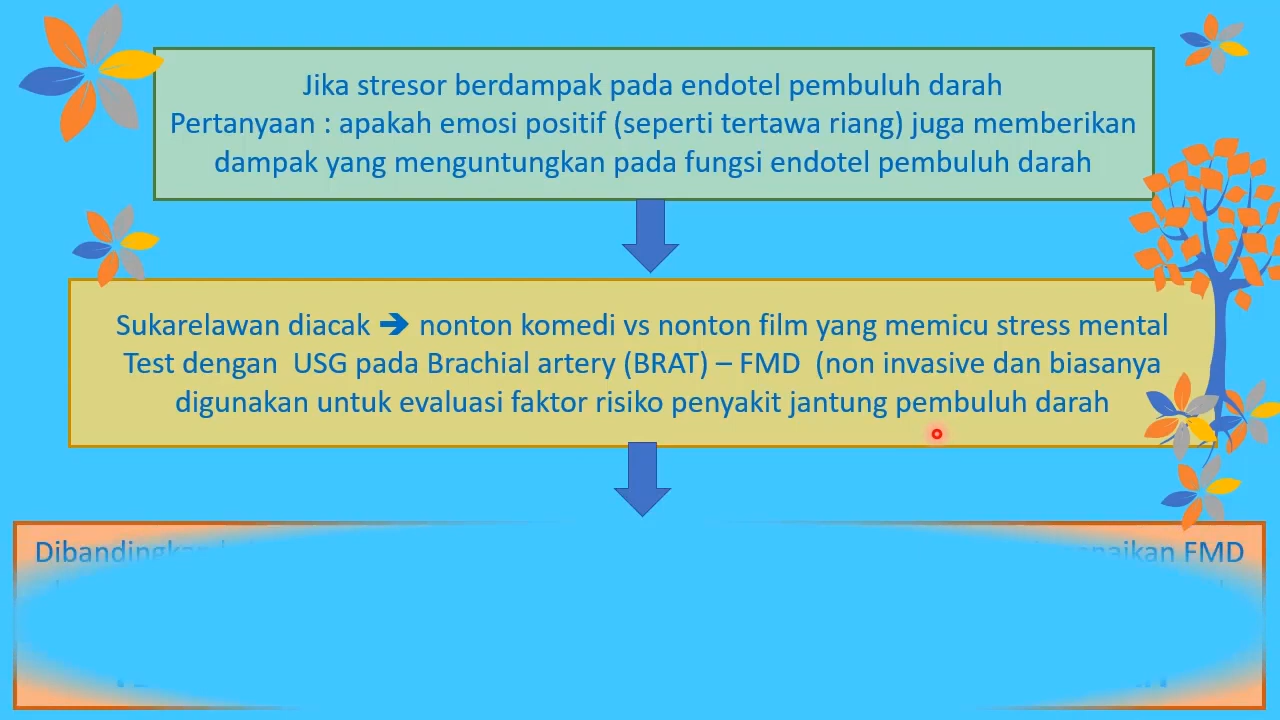 Jika stresor berdampak pada endotel pembuluh darah
Pertanyaan : apakah emosi positif (seperti tertawa riang) juga memberikan
dampak yang menguntungkan pada fungsi endotel pembuluh darah
Sukarelawan diacak ➔ nonton komedi vs nonton film yang memicu stress mental
Test dengan USG pada Brachial artery (BRAT) – FMD (non invasive dan biasanya
digunakan untuk evaluasi faktor risiko penyakit jantung pembuluh darah
Dibandingkan FMD